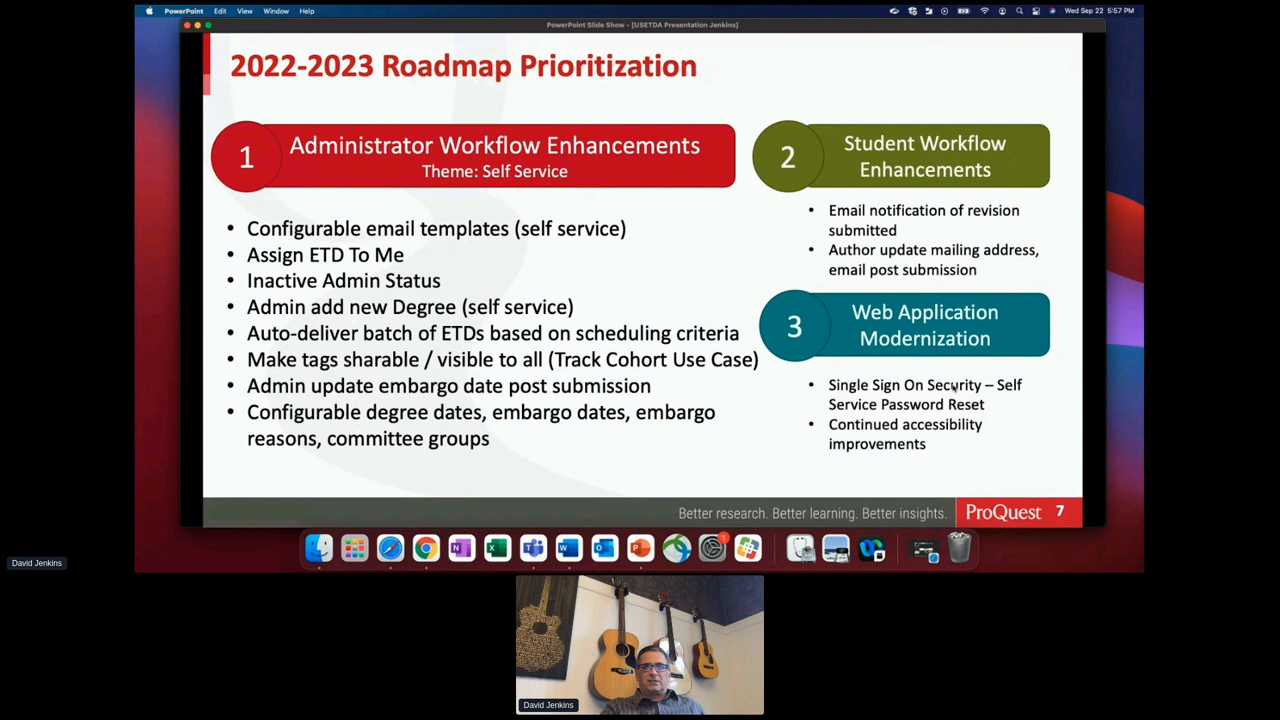 PowerPoint Edit View Window Help
Wed Sep 22 5:57 PM
PowerPoint Slide Show - [USETDA Presentation Jenkins]
2022-2023 Roadmap Prioritization
1
Administrator Workflow Enhancements
Theme: Self Service
• Configurable email templates (self service)
• Assign ETD To Me
• Inactive Admin Status
• Admin add new Degree (self service)
• Auto-deliver batch of ETDs based on scheduling criteria
• Make tags sharable / visible to all (Track Cohort Use Case)
• Admin update embargo date post submission
• Configurable degree dates, embargo dates, embargo
reasons, committee groups
2
Student Workflow
Enhancements
• Email notification of revision
submitted
• Author update mailing address,
email post submission
3
Web Application
Modernization
• Single Sign On Security – Self
Service Password Reset
• Continued accessibility
improvements
Better research. Better learning. Better insights.
ProQuest 7
1
David Jenkins
David Jenkins